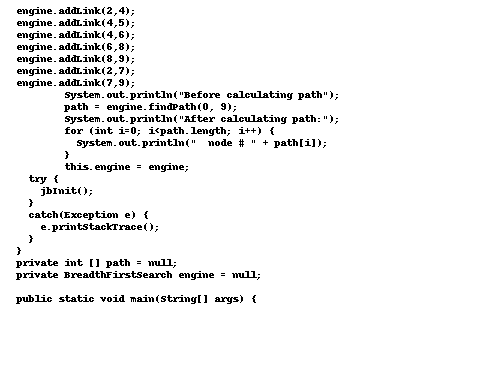 engine.addLink(2,4);
engine.addLink(4,5);
engine.addLink(4,6);
engine.addLink(6,8);
engine.addLink(8,9);
engine.addLink(2,7);
engine.addLink(7,9);
System.out.println("Before calculating path");
path = engine.findPath(0, 9);
System.out.println("After calculating path:");
for (int i=0; i<path.length; i++) {
System.out.println("  node # " + path[i]);
}
this.engine = engine;
try {
jbInit();
}
catch(Exception e) {
e.printStackTrace();
}
}
private int [] path = null;
private BreadthFirstSearch engine = null;
public static void main(String[] args) {